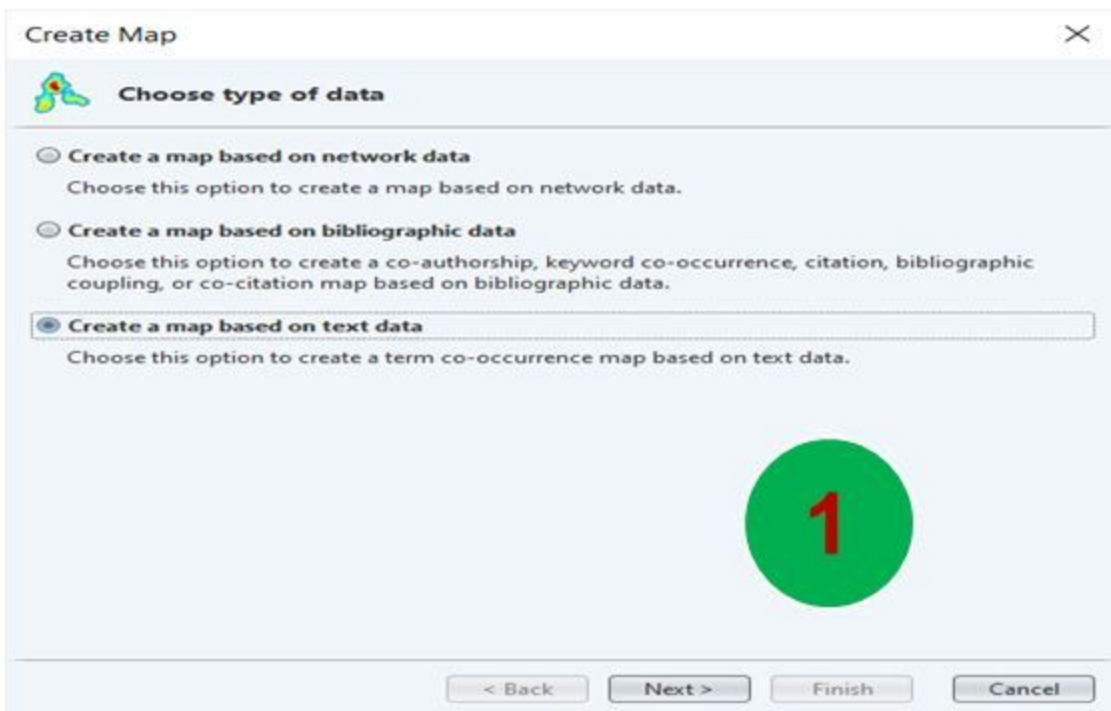 Create Map
Choose type of data
Create a map based on network data
Choose this option to create a map based on network data.
Create a map based on bibliographic data
Choose this option to create a co-authorship, keyword co-occurrence, citation, bibliographic
coupling, or co-citation map based on bibliographic data.
Create a map based on text data
Choose this option to create a term co-occurrence map based on text data.
1
< Back Next > Finish Cancel